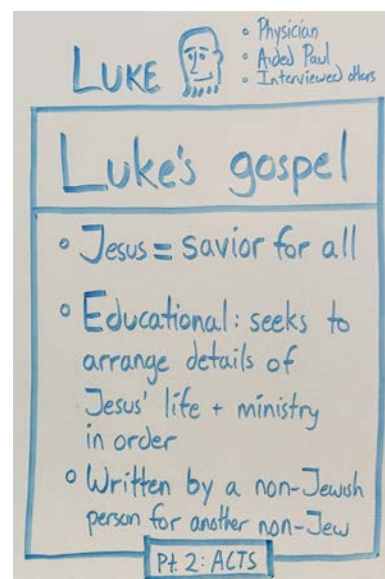 LUKE
• Physician
• Aided Paul
• Interviewed others
Luke's gospel
• Jesus = savior for all
• Educational: seeks to
arrange details of
Jesus' life + ministry
in order
• Written by a non-Jewish
person for another non-Jew
Pt. 2: ACTS